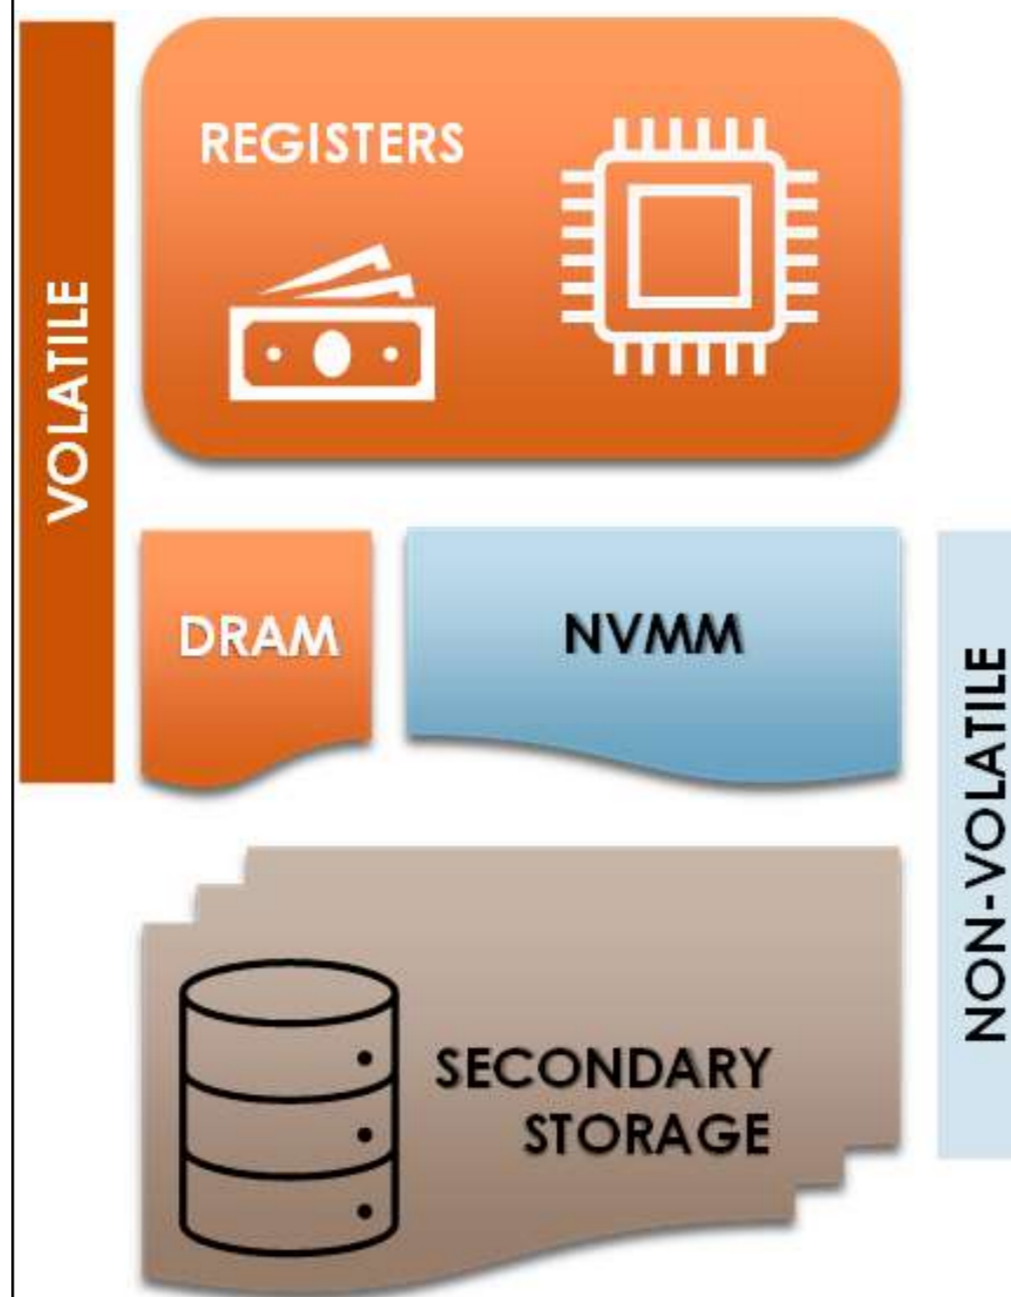 VOLATILE
REGISTERS
DRAM
NVMM
NON-VOLATILE
SECONDARY
STORAGE